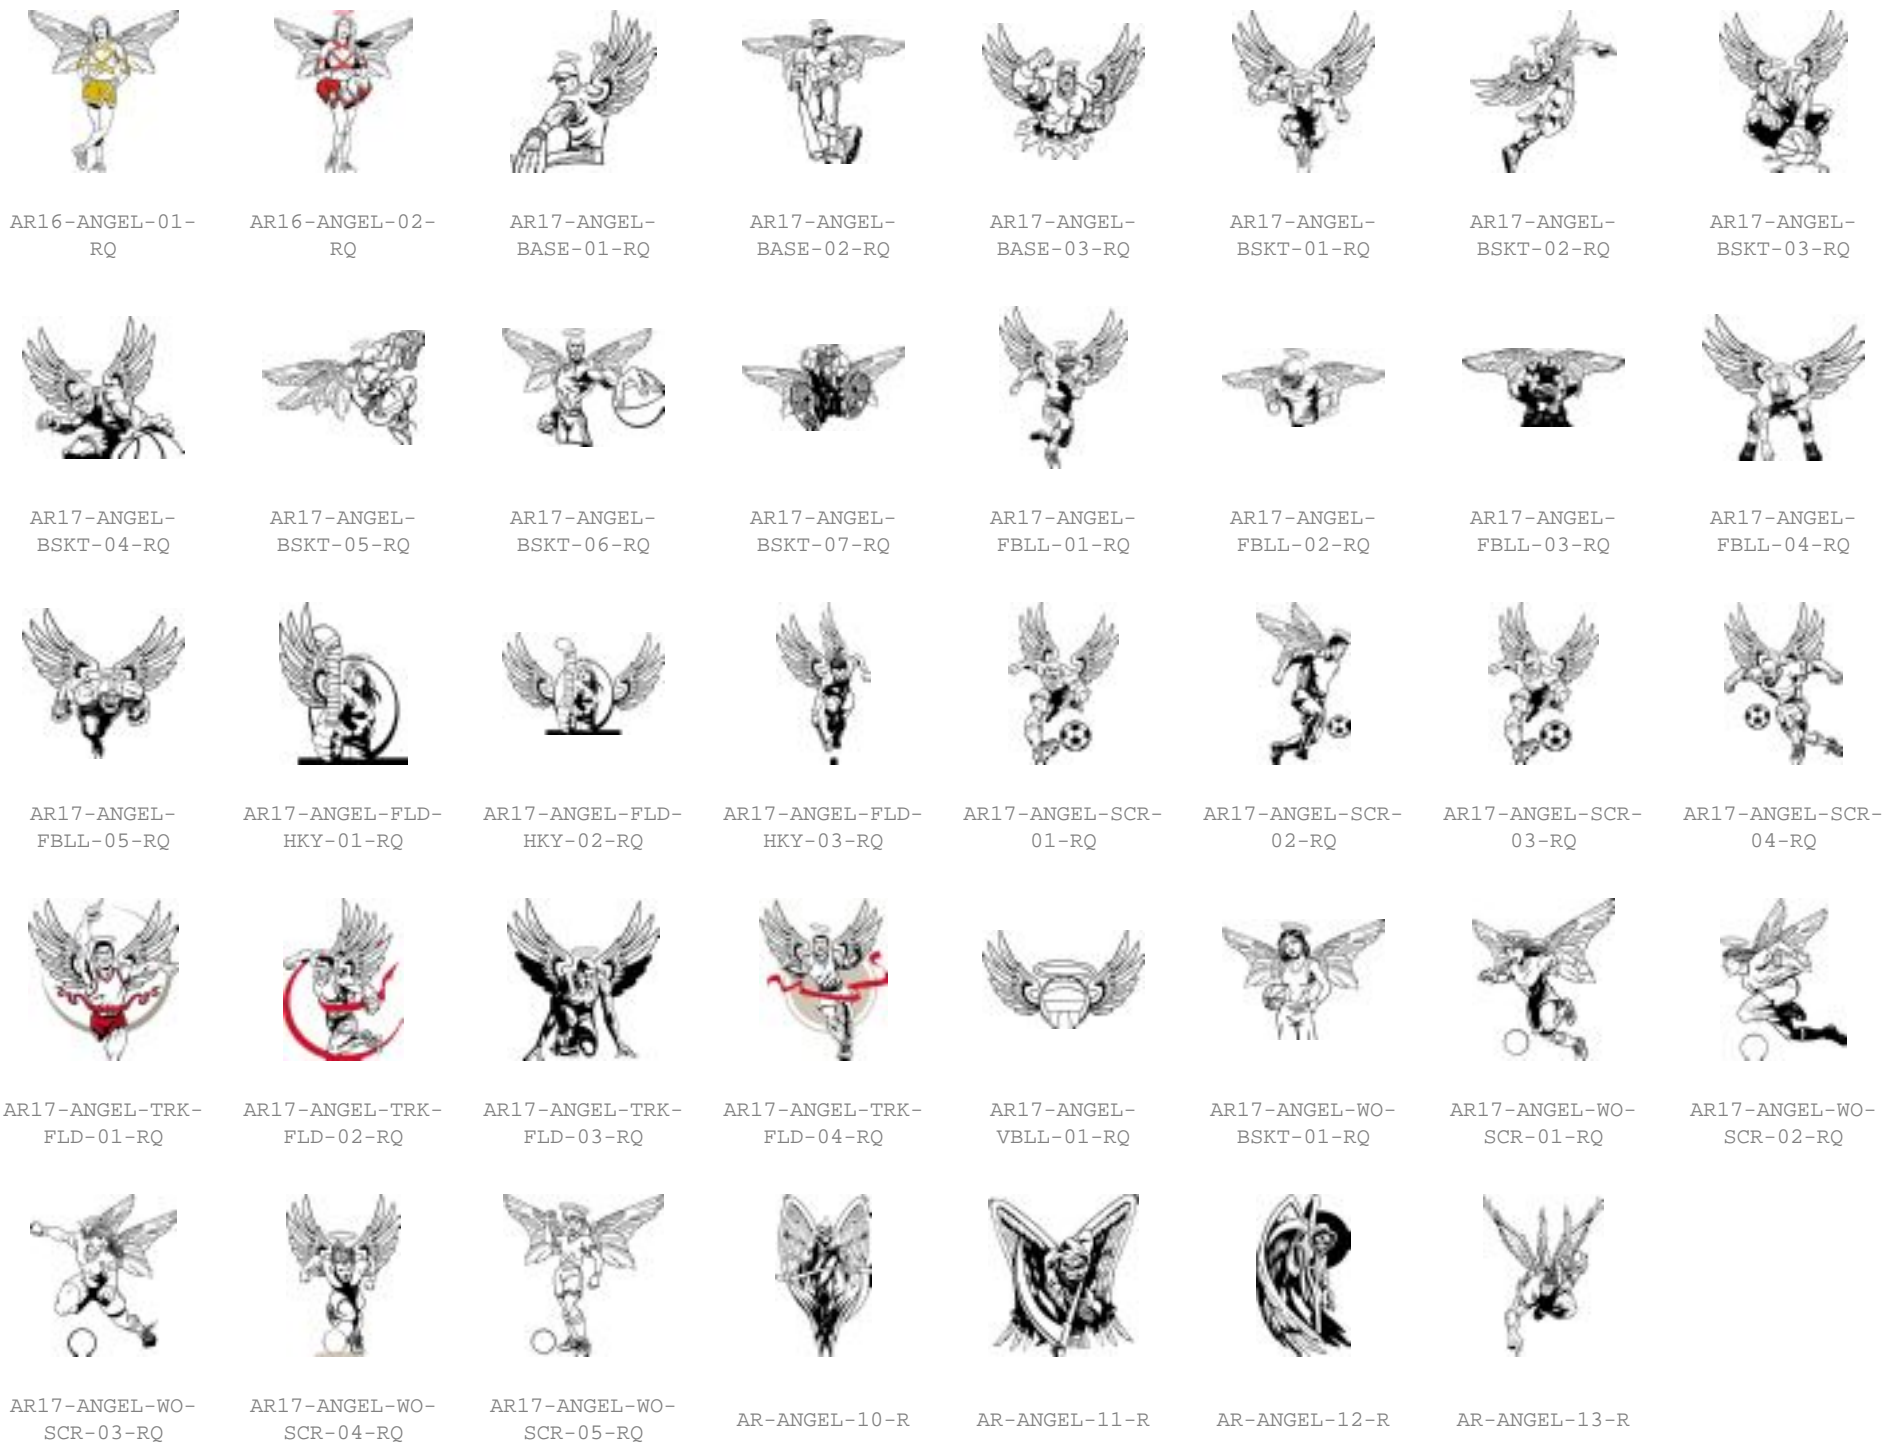 AR16-ANGEL-01-
RQ
AR16-ANGEL-02-
RQ
AR17-ANGEL-
BASE-01-RQ
AR17-ANGEL-
BASE-02-RQ
AR17-ANGEL-
BASE-03-RQ
AR17-ANGEL-
BSKT-01-RQ
AR17-ANGEL-
BSKT-02-RQ
AR17-ANGEL-
BSKT-03-RQ
AR17-ANGEL-
BSKT-04-RQ
AR17-ANGEL-
BSKT-05-RQ
AR17-ANGEL-
BSKT-06-RQ
AR17-ANGEL-
BSKT-07-RQ
AR17-ANGEL-
FBLL-01-RQ
AR17-ANGEL-
FBLL-02-RQ
AR17-ANGEL-
FBLL-03-RQ
AR17-ANGEL-
FBLL-04-RQ
AR17-ANGEL-
FBLL-05-RQ
AR17-ANGEL-FLD-
HKY-01-RQ
AR17-ANGEL-FLD-
HKY-02-RQ
AR17-ANGEL-FLD-
HKY-03-RQ
AR17-ANGEL-SCR-
01-RQ
AR17-ANGEL-SCR-
02-RQ
AR17-ANGEL-SCR-
03-RQ
AR17-ANGEL-SCR-
04-RQ
AR17-ANGEL-TRK-
FLD-01-RQ
AR17-ANGEL-TRK-
FLD-02-RQ
AR17-ANGEL-TRK-
FLD-03-RQ
AR17-ANGEL-TRK-
FLD-04-RQ
AR17-ANGEL-
VBLL-01-RQ
AR17-ANGEL-WO-
BSKT-01-RQ
AR17-ANGEL-WO-
SCR-01-RQ
AR17-ANGEL-WO-
SCR-02-RQ
AR17-ANGEL-WO-
SCR-03-RQ
AR17-ANGEL-WO-
SCR-04-RQ
AR17-ANGEL-WO-
SCR-05-RQ
AR-ANGEL-10-R
AR-ANGEL-11-R
AR-ANGEL-12-R
AR-ANGEL-13-R